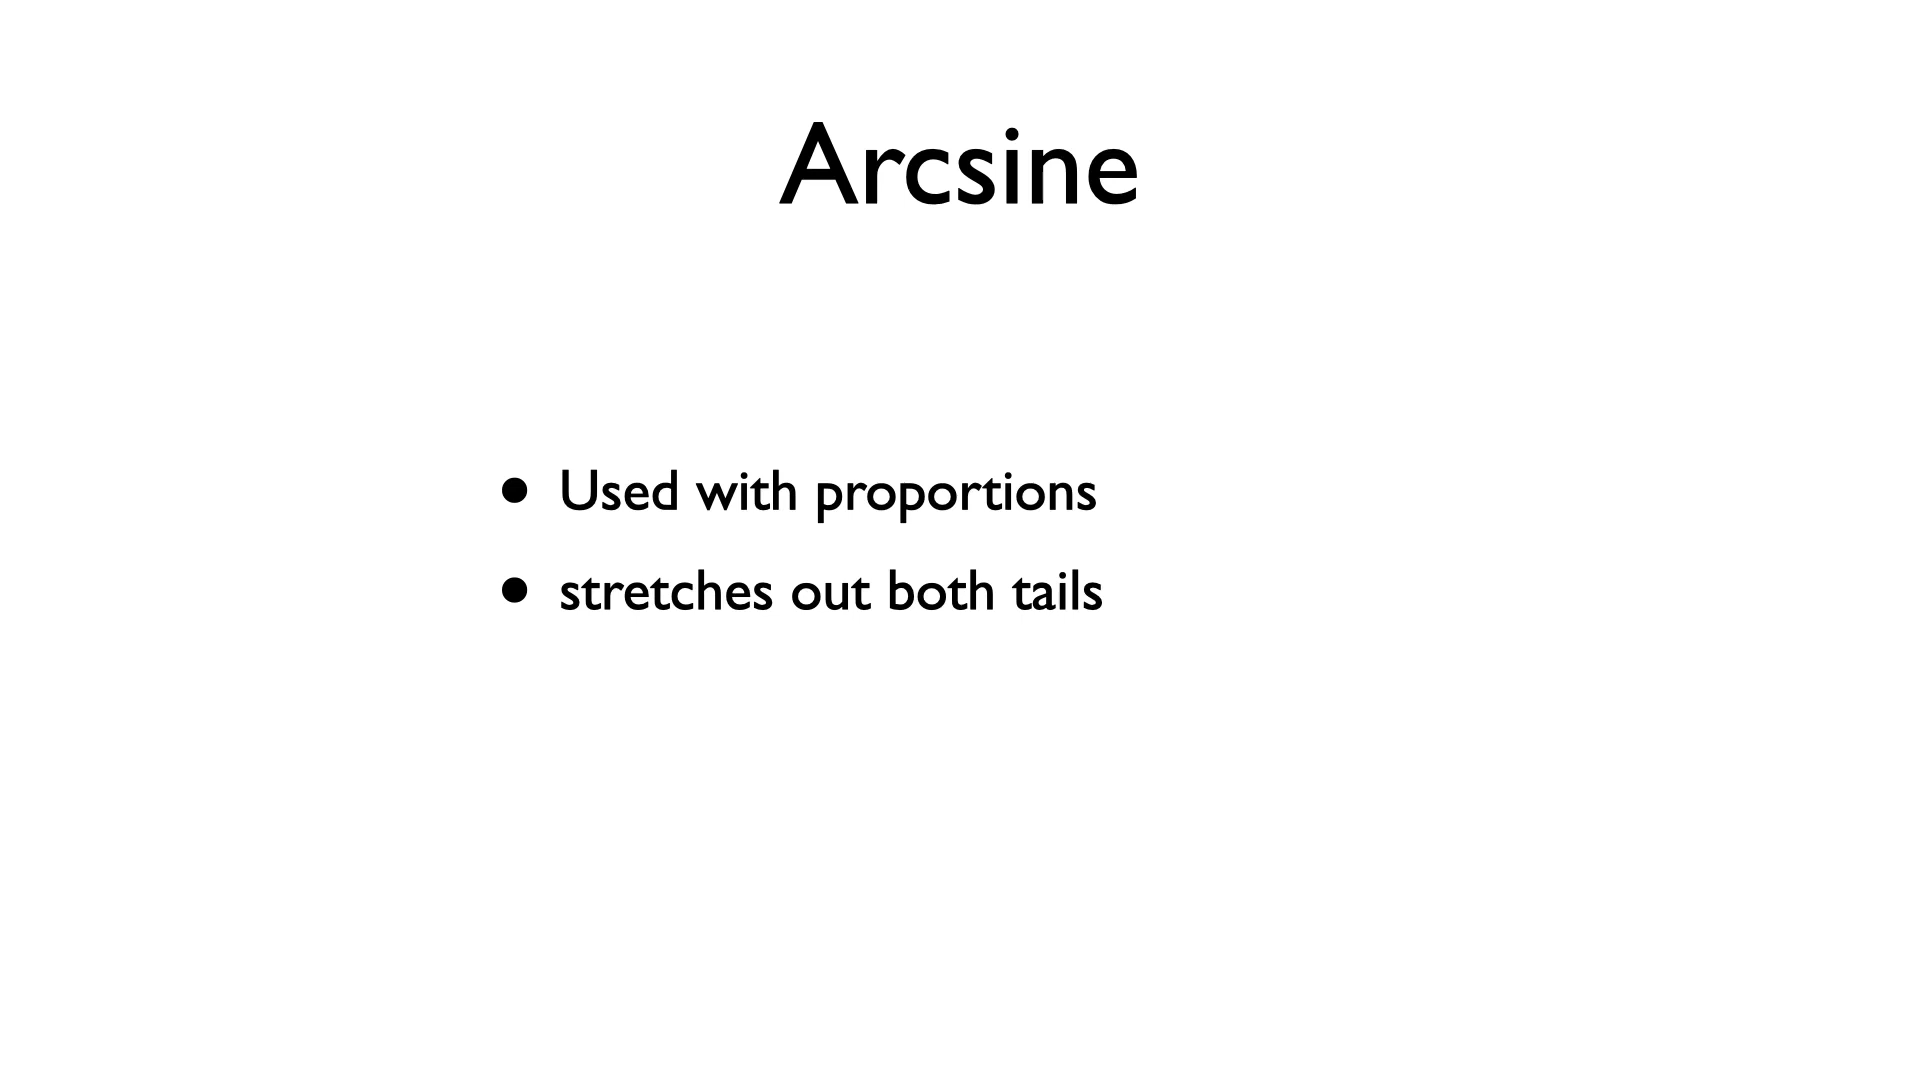 Arcsine
• Used with proportions
• stretches out both tails